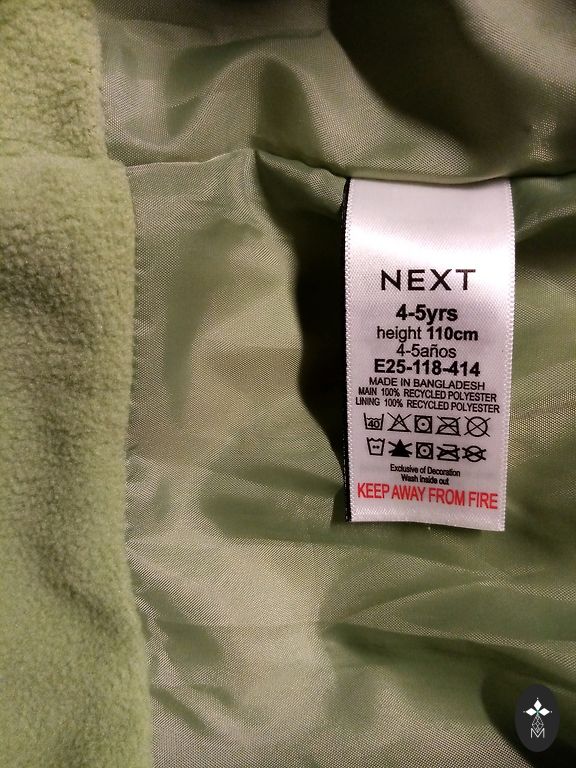 NEXT
4-5yrs
height 110cm
4-5años
E25-118-414
MADE IN BANGLADESH
MAIN 100% RECYCLED POLYESTER
LINING 100% RECYCLED POLYESTER
40
Exclusive of Decoration
Wash inside out
KEEP AWAY FROM FIRE
M